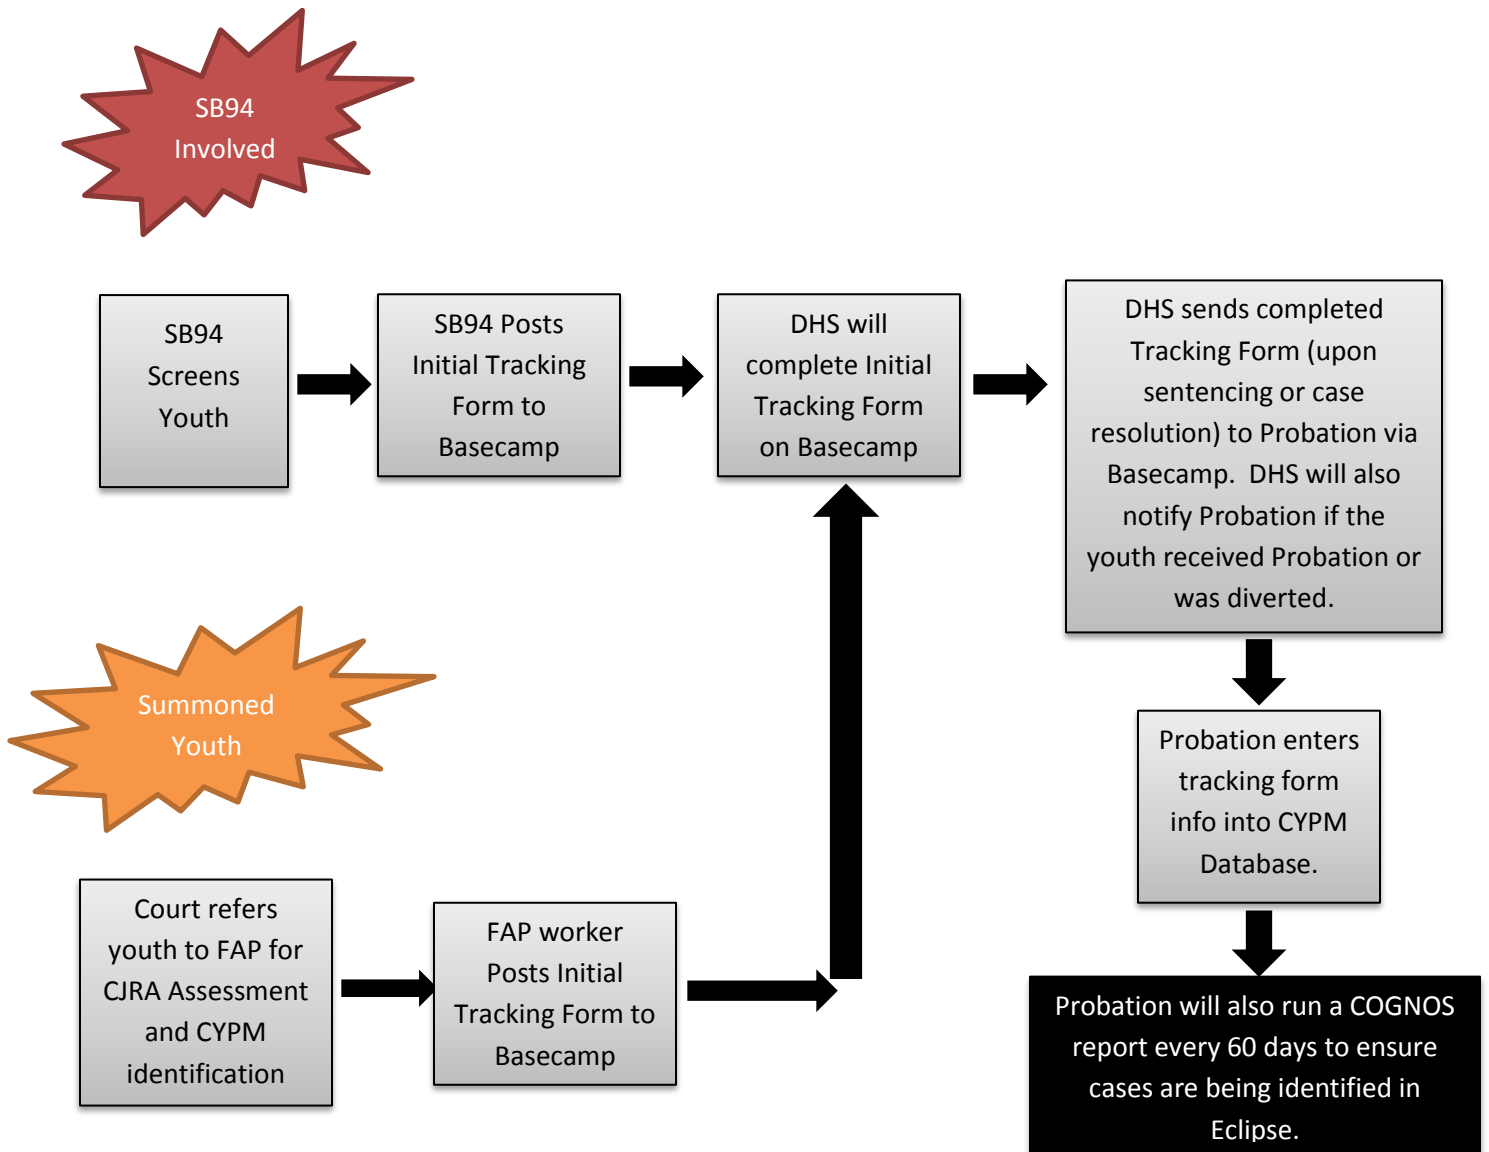 SB94
Involved
SB94
Screens
Youth
SB94 Posts
Initial Tracking
Form to
Basecamp
DHS will
complete Initial
Tracking Form
on Basecamp
DHS sends completed
Tracking Form (upon
sentencing or case
resolution) to Probation via
Basecamp.  DHS will also
notify Probation if the
youth received Probation or
was diverted.
Summoned
Youth
Probation enters
tracking form
info into CYPM
Database.
Court refers
youth to FAP for
CJRA Assessment
and CYPM
identification
FAP worker
Posts Initial
Tracking Form to
Basecamp
Probation will also run a COGNOS
report every 60 days to ensure
cases are being identified in
Eclipse.